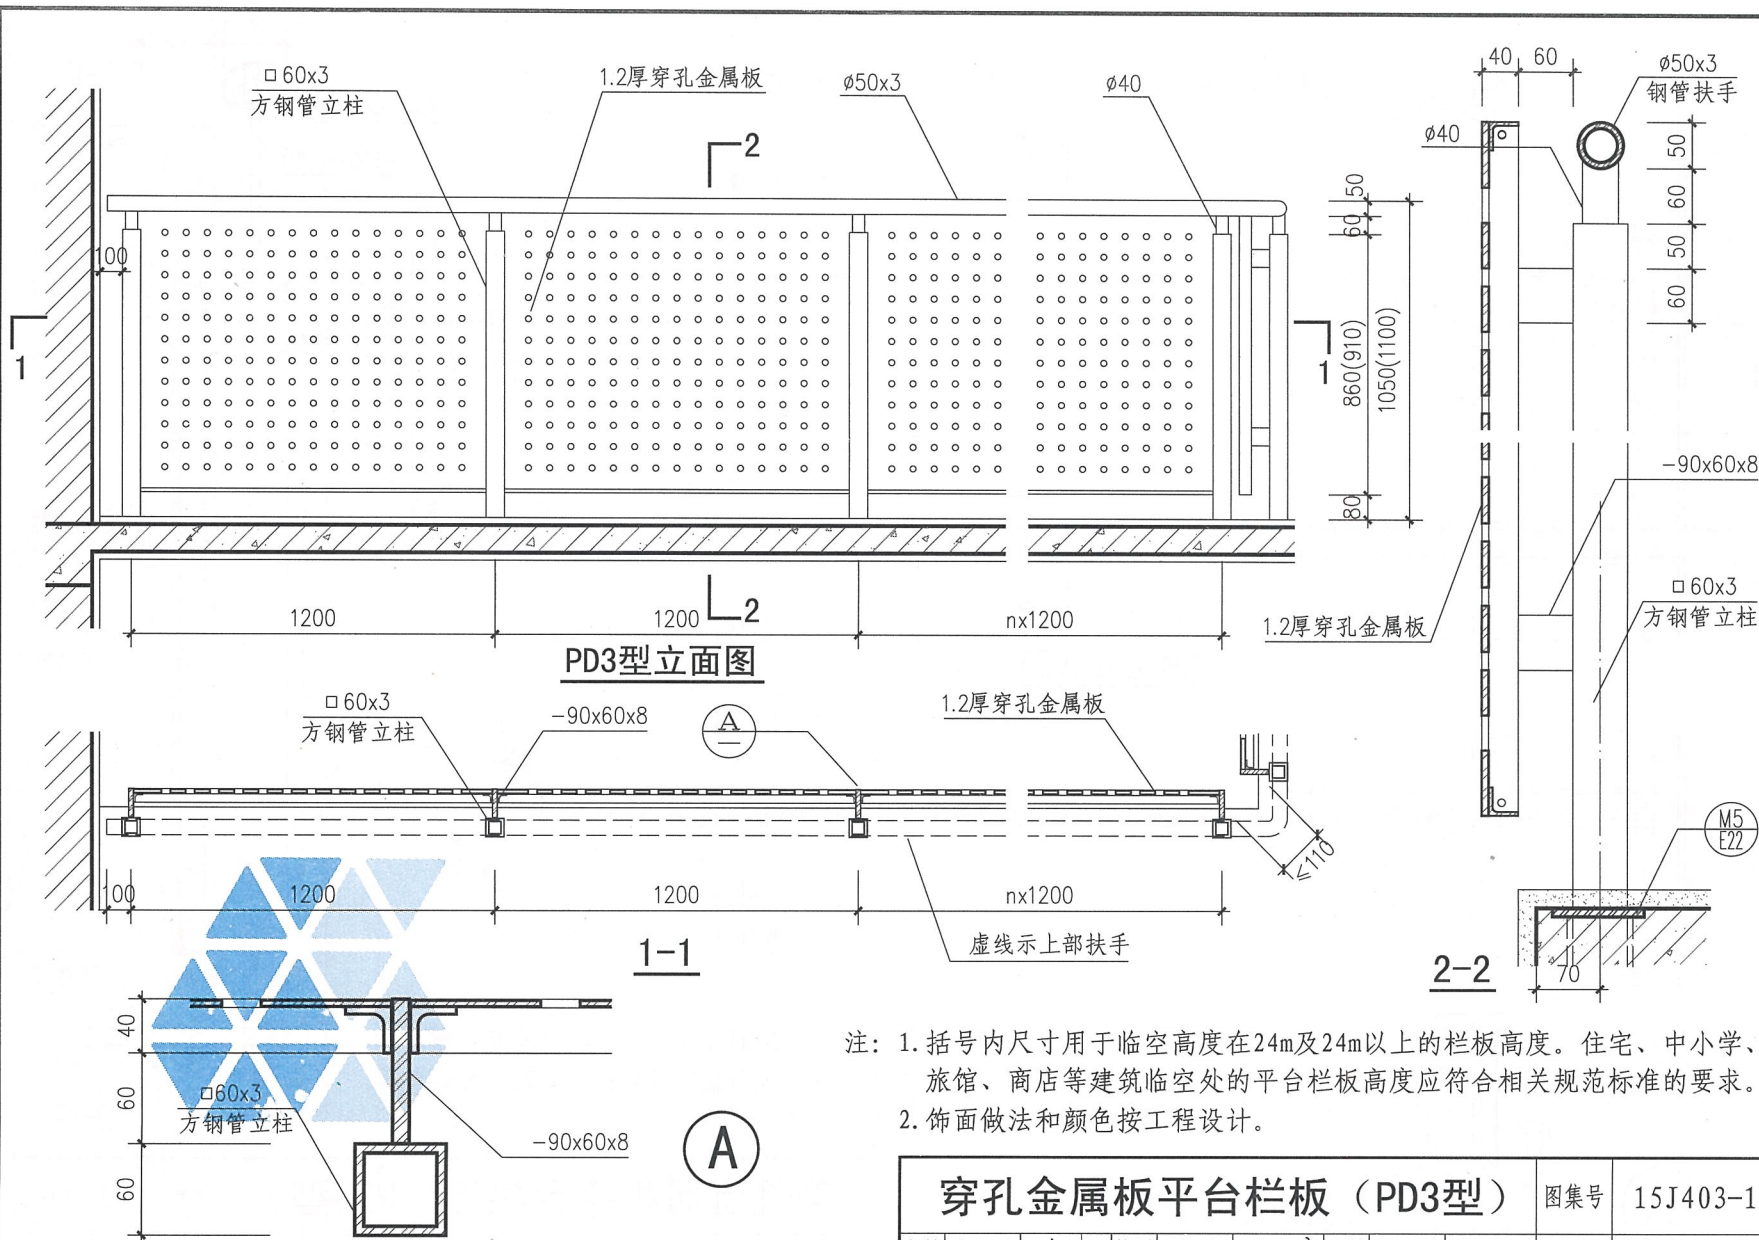 □60x3
方钢管立柱
1.2厚穿孔金属板
ø50x3
ø40
2
100
1
1
50
60
860(910)
1050(1100)
80
1200
1200
nx1200
2
PD3型立面图
40
60
ø50x3
钢管扶手
ø40
50
60
50
60
-90x60x8
□60x3
方钢管立柱
1.2厚穿孔金属板
M5
E22
70
2-2
□60x3
方钢管立柱
-90x60x8
A
1.2厚穿孔金属板
≤110
100
1200
1200
nx1200
虚线示上部扶手
1-1
40
60
60
□60x3
方钢管立柱
-90x60x8
A
注: 1.括号内尺寸用于临空高度在24m及24m以上的栏板高度。住宅、中小学、
旅馆、商店等建筑临空处的平台栏板高度应符合相关规范标准的要求。
2.饰面做法和颜色按工程设计。
穿孔金属板平台栏板（PD3型）
图集号
15J403-1